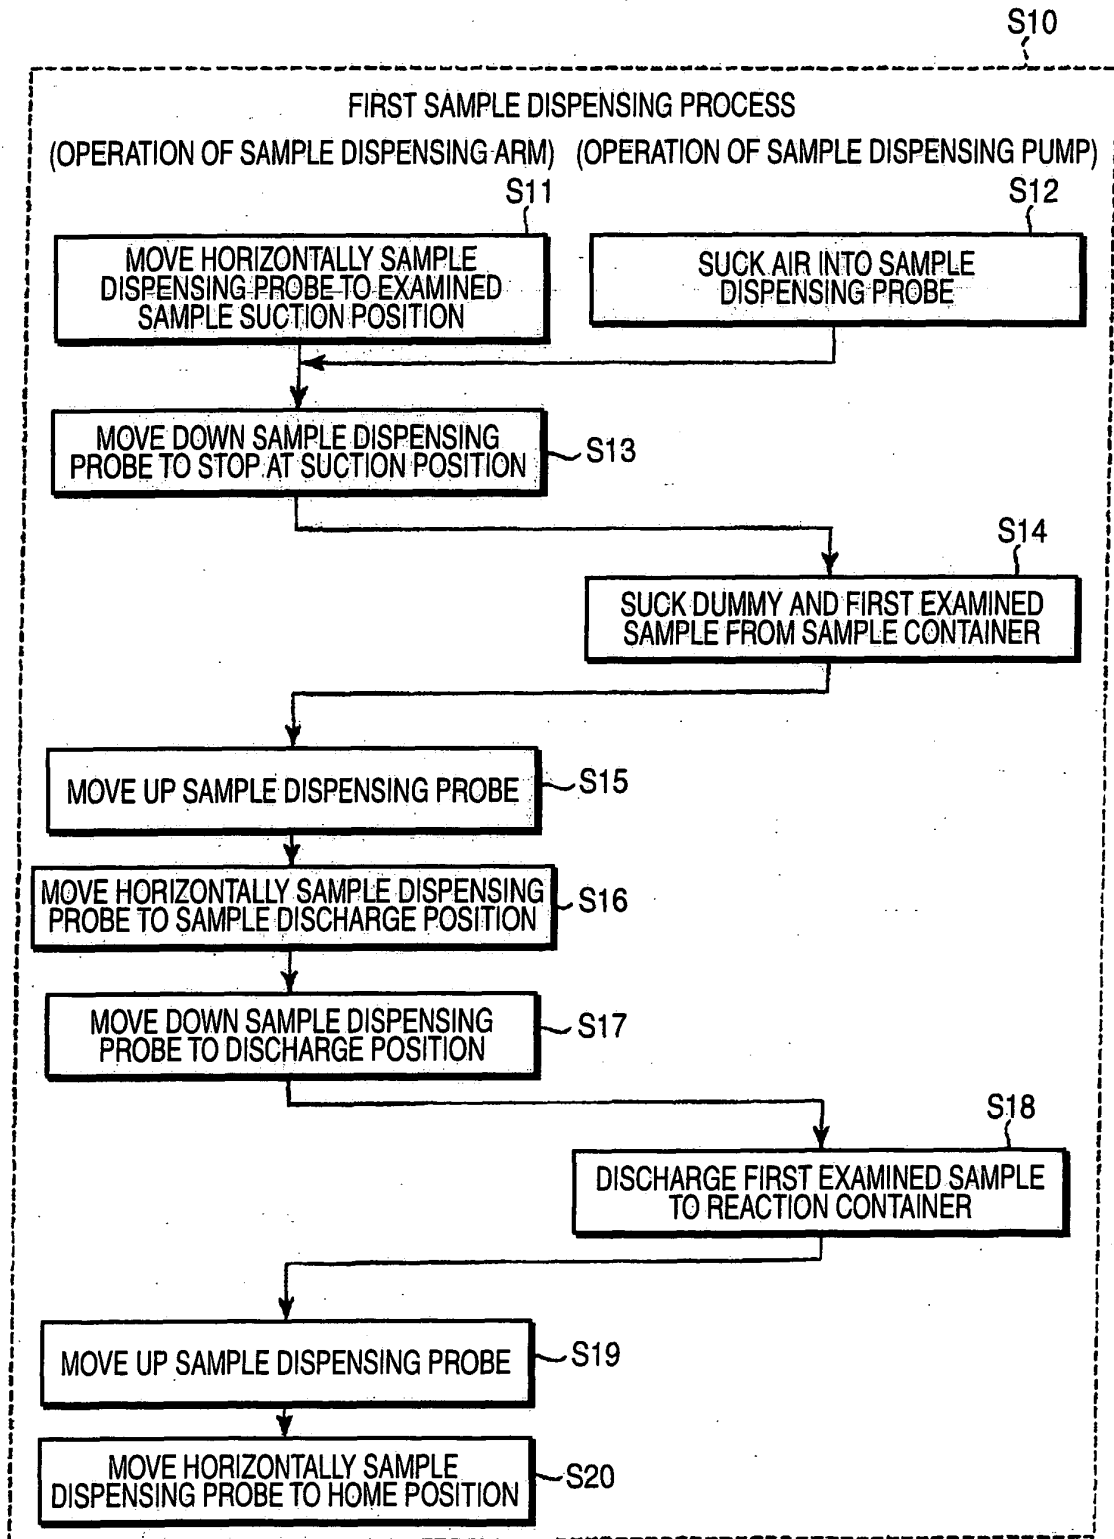 S10
FIRST SAMPLE DISPENSING PROCESS
(OPERATION OF SAMPLE DISPENSING ARM) (OPERATION OF SAMPLE DISPENSING PUMP)
S11
MOVE HORIZONTALLY SAMPLE
DISPENSING PROBE TO EXAMINED
SAMPLE SUCTION POSITION
S12
SUCK AIR INTO SAMPLE
DISPENSING PROBE
MOVE DOWN SAMPLE DISPENSING
PROBE TO STOP AT SUCTION POSITION
S13
S14
SUCK DUMMY AND FIRST EXAMINED
SAMPLE FROM SAMPLE CONTAINER
MOVE UP SAMPLE DISPENSING PROBE
S15
MOVE HORIZONTALLY SAMPLE DISPENSING
PROBE TO SAMPLE DISCHARGE POSITION
S16
MOVE DOWN SAMPLE DISPENSING
PROBE TO DISCHARGE POSITION
S17
S18
DISCHARGE FIRST EXAMINED SAMPLE
TO REACTION CONTAINER
MOVE UP SAMPLE DISPENSING PROBE
S19
MOVE HORIZONTALLY SAMPLE
DISPENSING PROBE TO HOME POSITION
S20